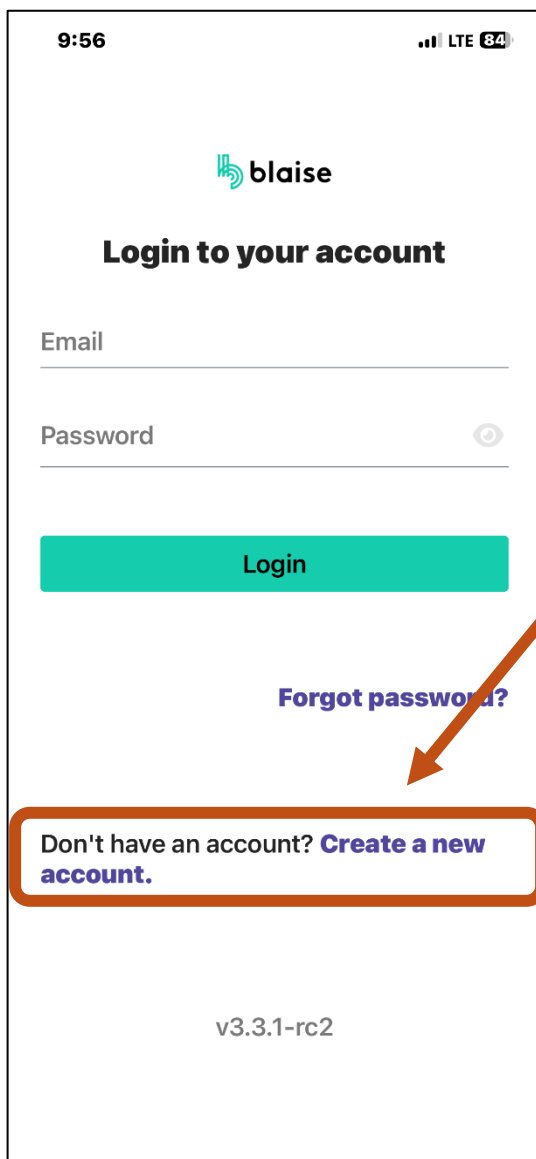 9:56 LTE 84
blaise
Login to your account
Email
Password
Login
Forgot password?
Don't have an account? Create a new
account.
v3.3.1-rc2